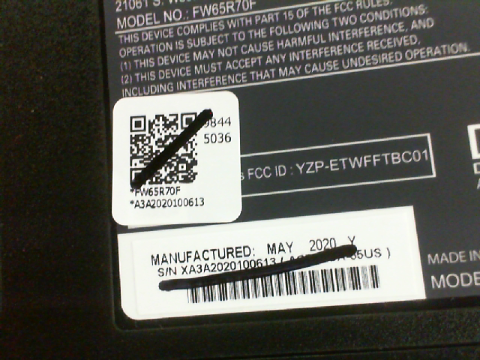 MODEL NO.: FW65R70F
THIS DEVICE COMPLIES WITH PART 15 OF THE FCC RULES.
OPERATION IS SUBJECT TO THE FOLLOWING TWO CONDITIONS:
(1) THIS DEVICE MAY NOT CAUSE HARMFUL INTERFERENCE, AND
(2) THIS DEVICE MUST ACCEPT ANY INTERFERENCE RECEIVED,
INCLUDING INTERFERENCE THAT MAY CAUSE UNDESIRED OPERATION.
5036
*FW65R70F
*A3A2020100613
FCC ID : YZP-ETWFFTBC01
MANUFACTURED: MAY 2020 Y
S/N XA3A2020100613 (
MADE IN